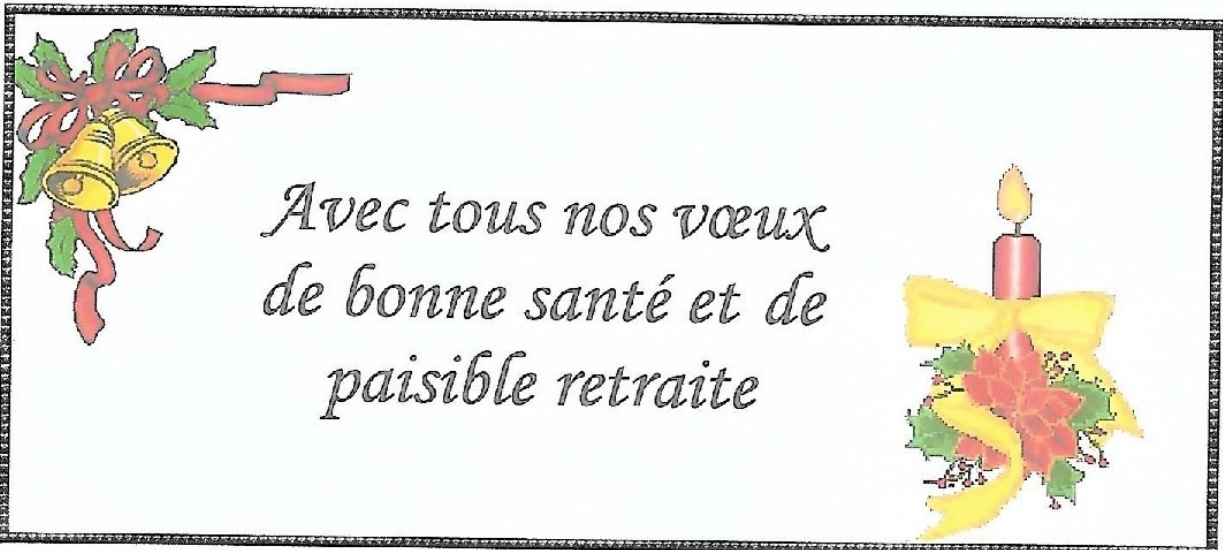 Avec tous nos vœux
de bonne santé et de
paisible retraite